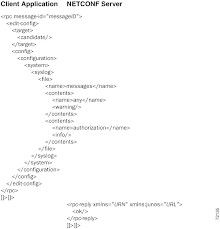 Client Application NETCONF Server
<rpc message-id="messageID">
<edit-config>
<target>
<candidate/>
</target>
<config>
<configuration>
<system>
<syslog>
<file>
<name>messages</name>
<contents>
<name>any</name>
<warning/>
</contents>
<contents>
<name>authorization</name>
<info/>
</contents>
</file>
</syslog>
</system>
</configuration>
</config>
</edit-config>
</rpc>
]]>]]>
<rpc-reply xmlns="URN" xmlns:junos="URL">
<ok/>
</rpc-reply>
]]>]]>